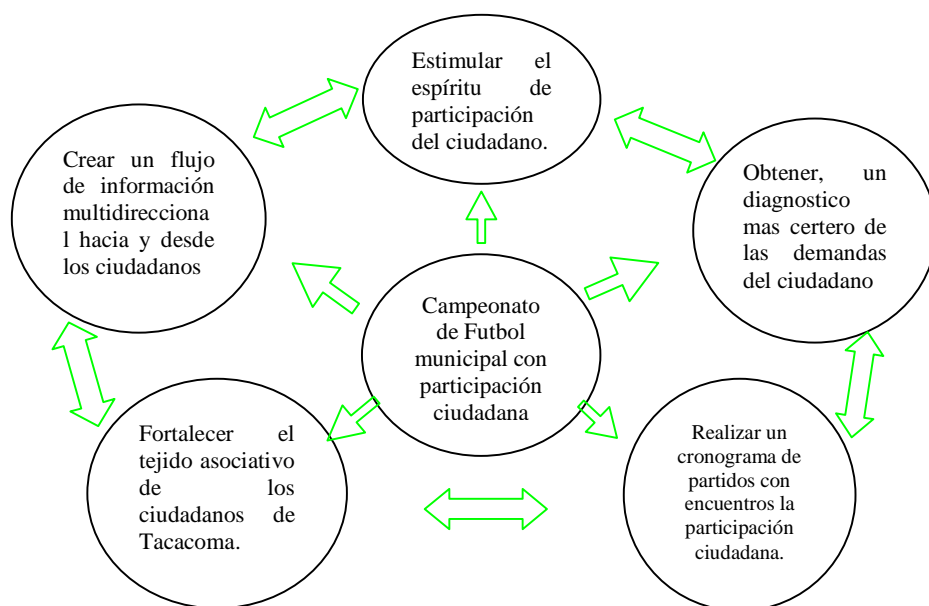 Estimular el
espíritu de
participación
del ciudadano.
Crear un flujo
de información
multidirecciona
l hacia y desde
los ciudadanos
Obtener, un
diagnostico
mas certero de
las demandas
del ciudadano
Campeonato
de Futbol
municipal con
participación
ciudadana
Fortalecer el
tejido asociativo
de los
ciudadanos de
Tacacoma.
Realizar un
cronograma de
partidos con
encuentros la
participación
ciudadana.